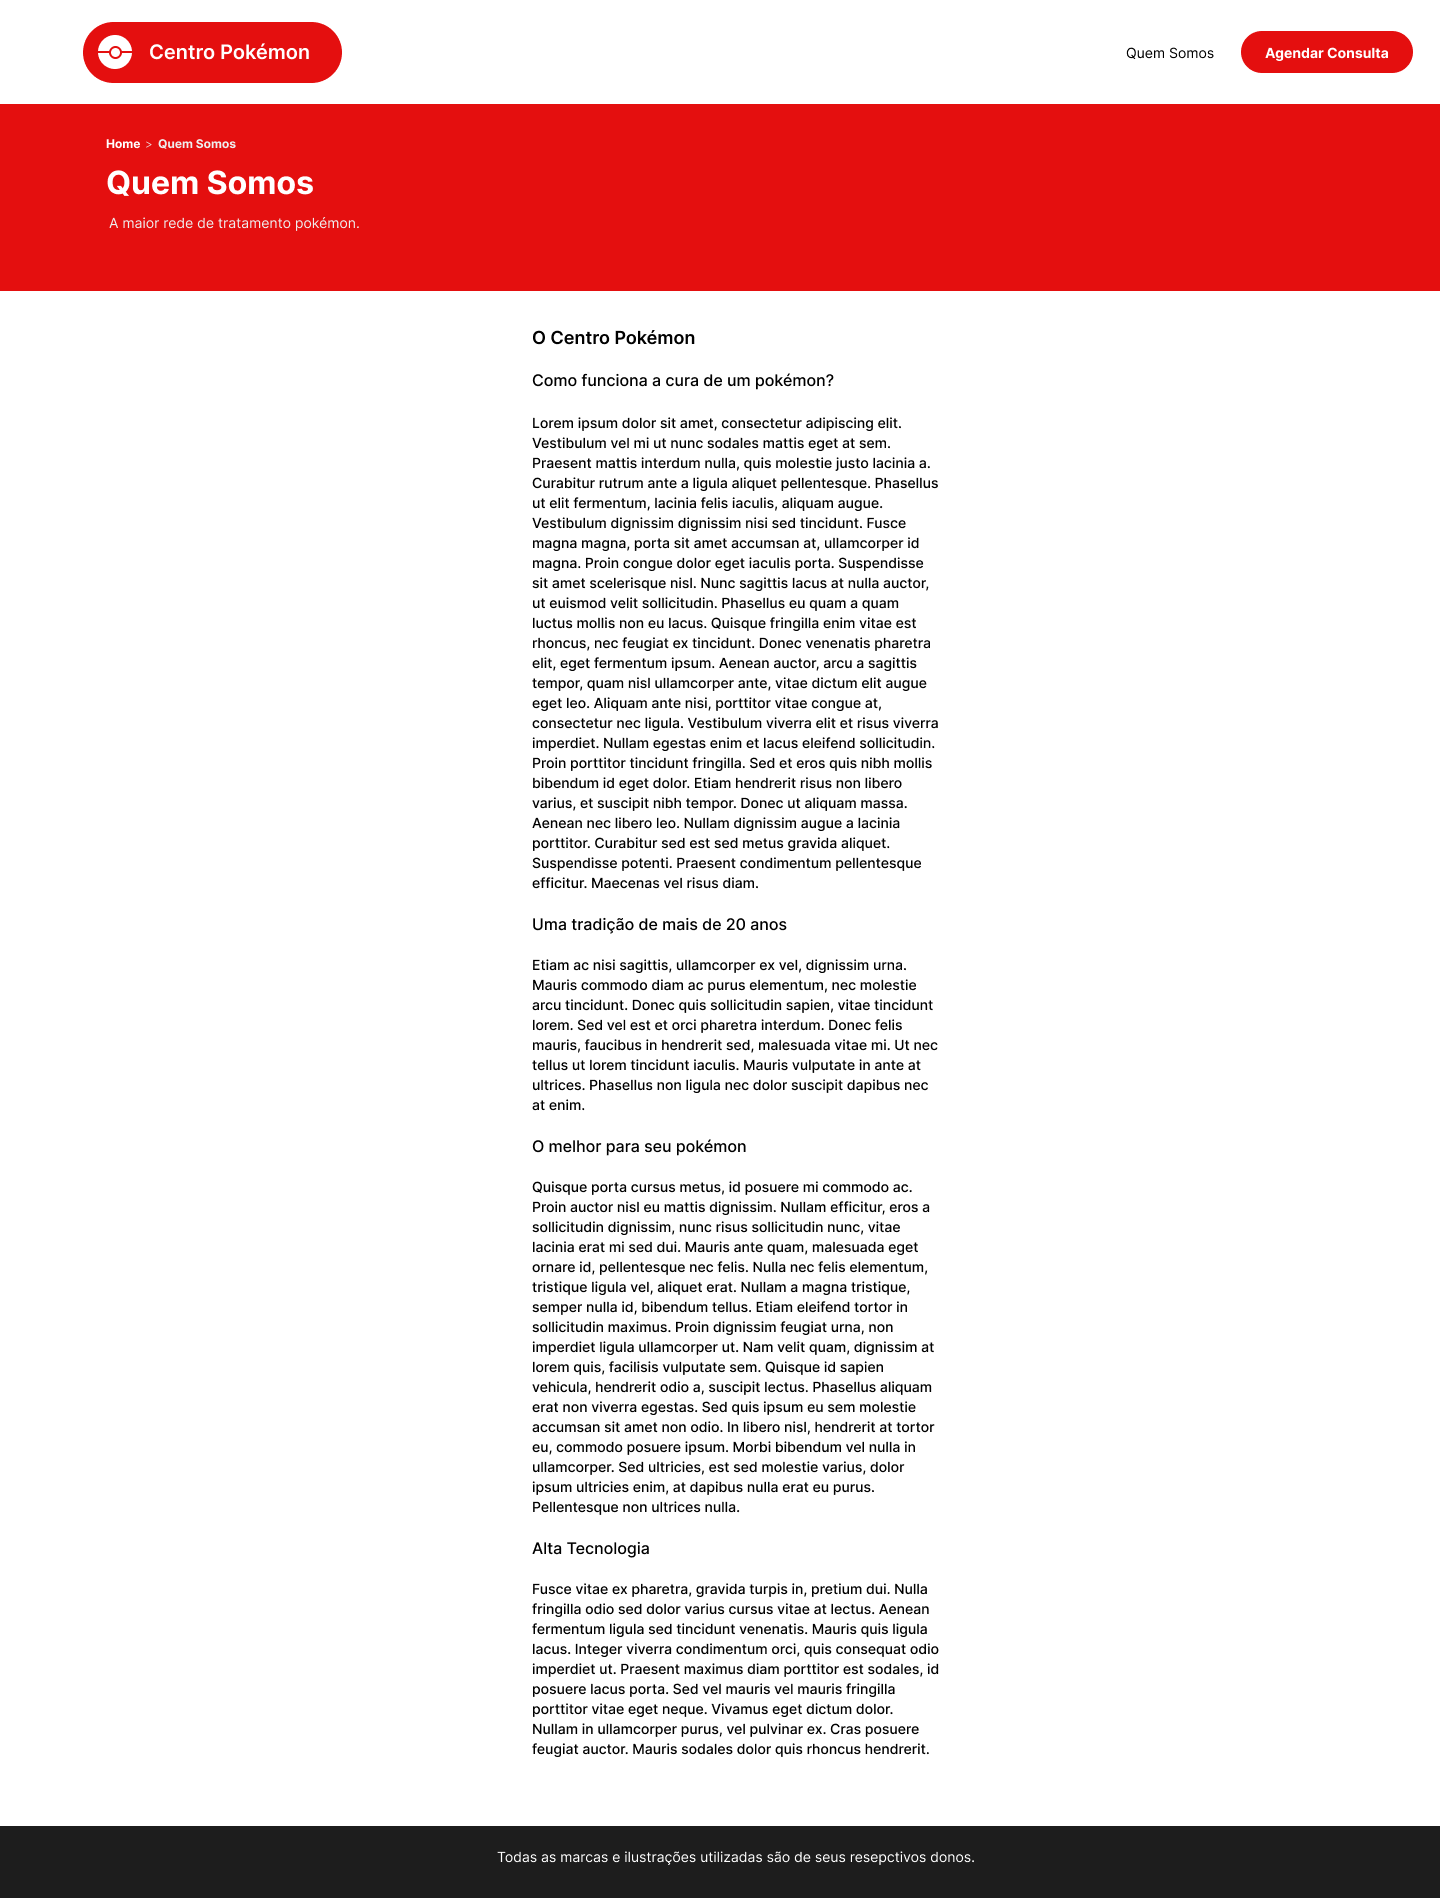 Centro Pokémon
Quem Somos
Agendar Consulta
Home > Quem Somos
Quem Somos
A maior rede de tratamento pokémon.
O Centro Pokémon
Como funciona a cura de um pokémon?
Lorem ipsum dolor sit amet, consectetur adipiscing elit.
Vestibulum vel mi ut nunc sodales mattis eget at sem.
Praesent mattis interdum nulla, quis molestie justo lacinia a.
Curabitur rutrum ante a ligula aliquet pellentesque. Phasellus
ut elit fermentum, lacinia felis iaculis, aliquam augue.
Vestibulum dignissim dignissim nisi sed tincidunt. Fusce
magna magna, porta sit amet accumsan at, ullamcorper id
magna. Proin congue dolor eget iaculis porta. Suspendisse
sit amet scelerisque nisl. Nunc sagittis lacus at nulla auctor,
ut euismod velit sollicitudin. Phasellus eu quam a quam
luctus mollis non eu lacus. Quisque fringilla enim vitae est
rhoncus, nec feugiat ex tincidunt. Donec venenatis pharetra
elit, eget fermentum ipsum. Aenean auctor, arcu a sagittis
tempor, quam nisl ullamcorper ante, vitae dictum elit augue
eget leo. Aliquam ante nisi, porttitor vitae congue at,
consectetur nec ligula. Vestibulum viverra elit et risus viverra
imperdiet. Nullam egestas enim et lacus eleifend sollicitudin.
Proin porttitor tincidunt fringilla. Sed et eros quis nibh mollis
bibendum id eget dolor. Etiam hendrerit risus non libero
varius, et suscipit nibh tempor. Donec ut aliquam massa.
Aenean nec libero leo. Nullam dignissim augue a lacinia
porttitor. Curabitur sed est sed metus gravida aliquet.
Suspendisse potenti. Praesent condimentum pellentesque
efficitur. Maecenas vel risus diam.
Uma tradição de mais de 20 anos
Etiam ac nisi sagittis, ullamcorper ex vel, dignissim urna.
Mauris commodo diam ac purus elementum, nec molestie
arcu tincidunt. Donec quis sollicitudin sapien, vitae tincidunt
lorem. Sed vel est et orci pharetra interdum. Donec felis
mauris, faucibus in hendrerit sed, malesuada vitae mi. Ut nec
tellus ut lorem tincidunt iaculis. Mauris vulputate in ante at
ultrices. Phasellus non ligula nec dolor suscipit dapibus nec
at enim.
O melhor para seu pokémon
Quisque porta cursus metus, id posuere mi commodo ac.
Proin auctor nisl eu mattis dignissim. Nullam efficitur, eros a
sollicitudin dignissim, nunc risus sollicitudin nunc, vitae
lacinia erat mi sed dui. Mauris ante quam, malesuada eget
ornare id, pellentesque nec felis. Nulla nec felis elementum,
tristique ligula vel, aliquet erat. Nullam a magna tristique,
semper nulla id, bibendum tellus. Etiam eleifend tortor in
sollicitudin maximus. Proin dignissim feugiat urna, non
imperdiet ligula ullamcorper ut. Nam velit quam, dignissim at
lorem quis, facilisis vulputate sem. Quisque id sapien
vehicula, hendrerit odio a, suscipit lectus. Phasellus aliquam
erat non viverra egestas. Sed quis ipsum eu sem molestie
accumsan sit amet non odio. In libero nisl, hendrerit at tortor
eu, commodo posuere ipsum. Morbi bibendum vel nulla in
ullamcorper. Sed ultricies, est sed molestie varius, dolor
ipsum ultricies enim, at dapibus nulla erat eu purus.
Pellentesque non ultrices nulla.
Alta Tecnologia
Fusce vitae ex pharetra, gravida turpis in, pretium dui. Nulla
fringilla odio sed dolor varius cursus vitae at lectus. Aenean
fermentum ligula sed tincidunt venenatis. Mauris quis ligula
lacus. Integer viverra condimentum orci, quis consequat odio
imperdiet ut. Praesent maximus diam porttitor est sodales, id
posuere lacus porta. Sed vel mauris vel mauris fringilla
porttitor vitae eget neque. Vivamus eget dictum dolor.
Nullam in ullamcorper purus, vel pulvinar ex. Cras posuere
feugiat auctor. Mauris sodales dolor quis rhoncus hendrerit.
Todas as marcas e ilustrações utilizadas são de seus resepctivos donos.